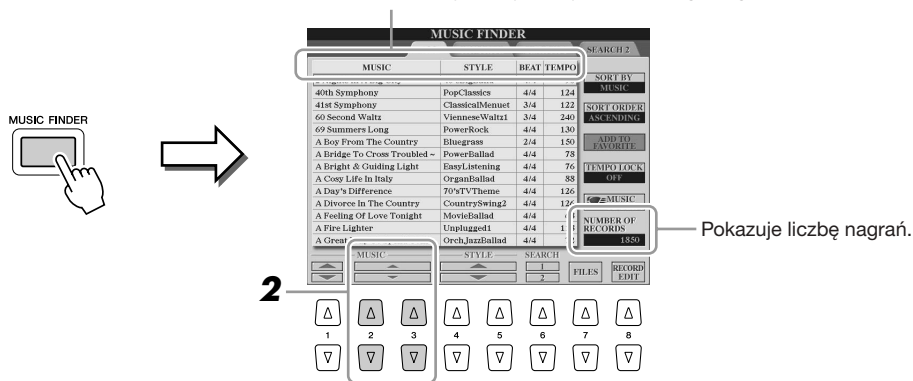 MUSIC FINDER
SEARCH 2
MUSIC STYLE BEAT TEMPO
40th Symphony PopClassics 4/4 124
41st Symphony ClassicalMenuet 3/4 122
60 Second Waltz VienneseWaltz1 3/4 240
69 Summers Long PowerRock 4/4 130
A Boy From The Country Bluegrass 2/4 150
A Bridge To Cross Troubled ~ PowerBallad 4/4 78
A Bright & Guiding Light EasyListening 4/4 76
A Cosy Life In Italy OrganBallad 4/4 88
A Day's Difference 70'sTVTheme 4/4 126
A Divorce In The Country CountrySwing2 4/4 126
A Feeling Of Love Tonight MovieBallad 4/4
A Fire Lighter Unplugged1 4/4
A Great OrchJazzBallad 4/4
SORT BY
MUSIC
SORT ORDER
ASCENDING
ADD TO
FAVORITE
TEMPO LOCK
OFF
MUSIC
NUMBER OF
RECORDS
1850
MUSIC STYLE SEARCH
1
2
FILES
RECORD
EDIT
MUSIC FINDER
Pokazuje liczbę nagrań.
2
1 2 3 4 5 6 7 8